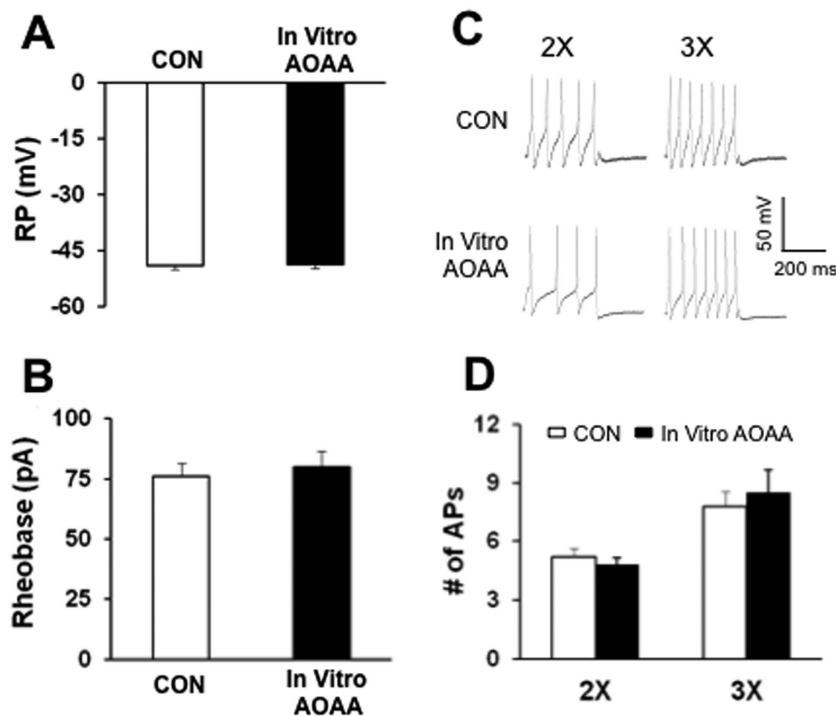 A
CON
In Vitro
AOAA
RP (mV)
0
-15
-30
-45
-60
B
Rheobase (pA)
100
75
50
25
0
CON
In Vitro
AOAA
C
2X 3X
CON
In Vitro
AOAA
50 mV
200 ms
D
# of APs
12
9
6
3
0
CON In Vitro AOAA
2X 3X